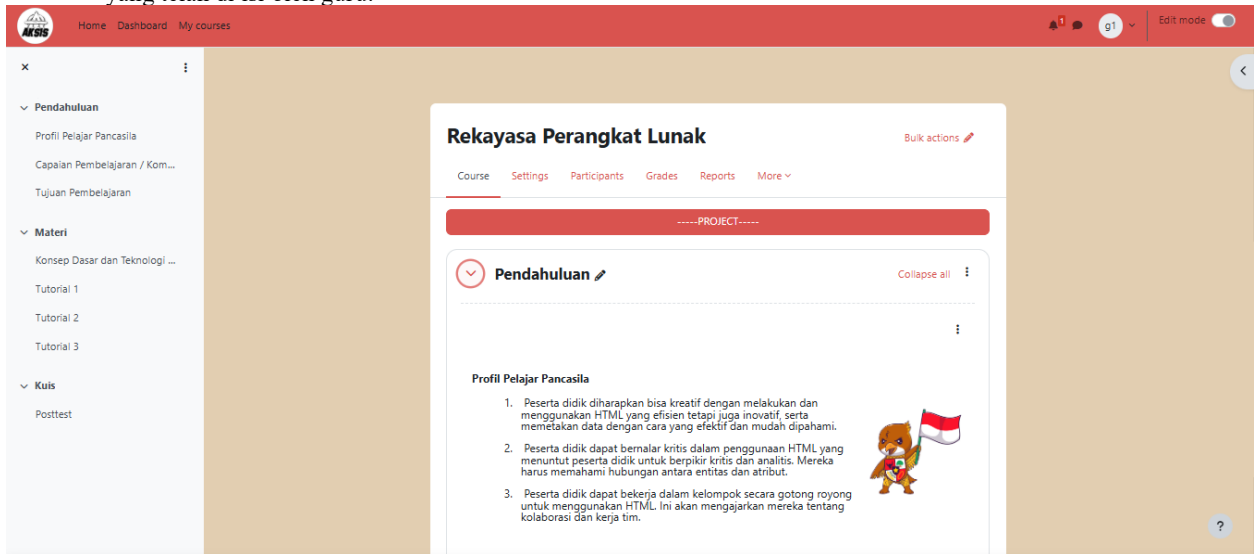 AKSIS
Home Dashboard My courses
1
g1
Edit mode
Pendahuluan
Profil Pelajar Pancasila
Capaian Pembelajaran / Kom...
Tujuan Pembelajaran
Materi
Konsep Dasar dan Teknologi ...
Tutorial 1
Tutorial 2
Tutorial 3
Kuis
Posttest
Rekayasa Perangkat Lunak
Bulk actions
Course Settings Participants Grades Reports More
-----PROJECT-----
Pendahuluan
Collapse all
Profil Pelajar Pancasila
1. Peserta didik diharapkan bisa kreatif dengan melakukan dan
menggunakan HTML yang efisien tetapi juga inovatif, serta
memetakan data dengan cara yang efektif dan mudah dipahami.
2. Peserta didik dapat bernalar kritis dalam penggunaan HTML yang
menuntut peserta didik untuk berpikir kritis dan analitis. Mereka
harus memahami hubungan antara entitas dan atribut.
3. Peserta didik dapat bekerja dalam kelompok secara gotong royong
untuk menggunakan HTML. Ini akan mengajarkan mereka tentang
kolaborasi dan kerja tim.
?